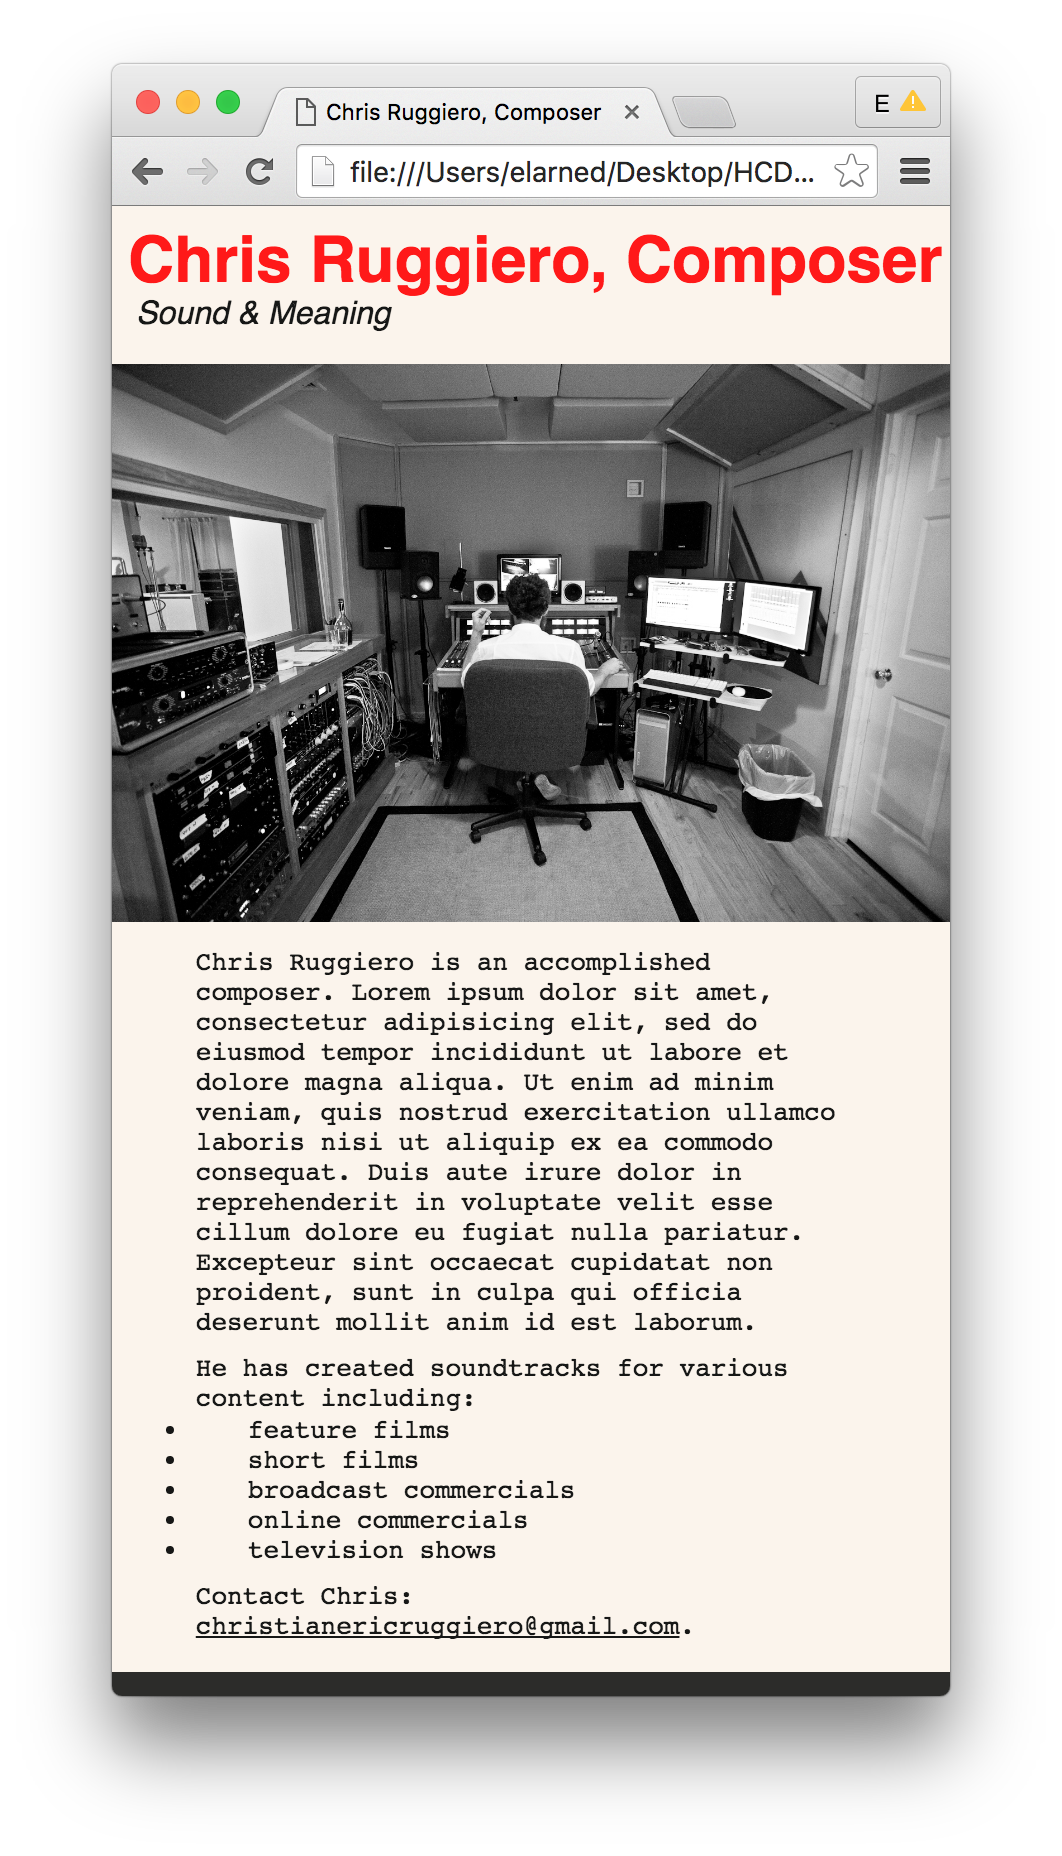 Chris Ruggiero, Composer
E
file:///Users/elarned/Desktop/HCD...
Chris Ruggiero, Composer
Sound & Meaning
Chris Ruggiero is an accomplished
composer. Lorem ipsum dolor sit amet,
consectetur adipisicing elit, sed do
eiusmod tempor incididunt ut labore et
dolore magna aliqua. Ut enim ad minim
veniam, quis nostrud exercitation ullamco
laboris nisi ut aliquip ex ea commodo
consequat. Duis aute irure dolor in
reprehenderit in voluptate velit esse
cillum dolore eu fugiat nulla pariatur.
Excepteur sint occaecat cupidatat non
proident, sunt in culpa qui officia
deserunt mollit anim id est laborum.
He has created soundtracks for various
content including:
• feature films
• short films
• broadcast commercials
• online commercials
• television shows
Contact Chris:
christianericruggiero@gmail.com.